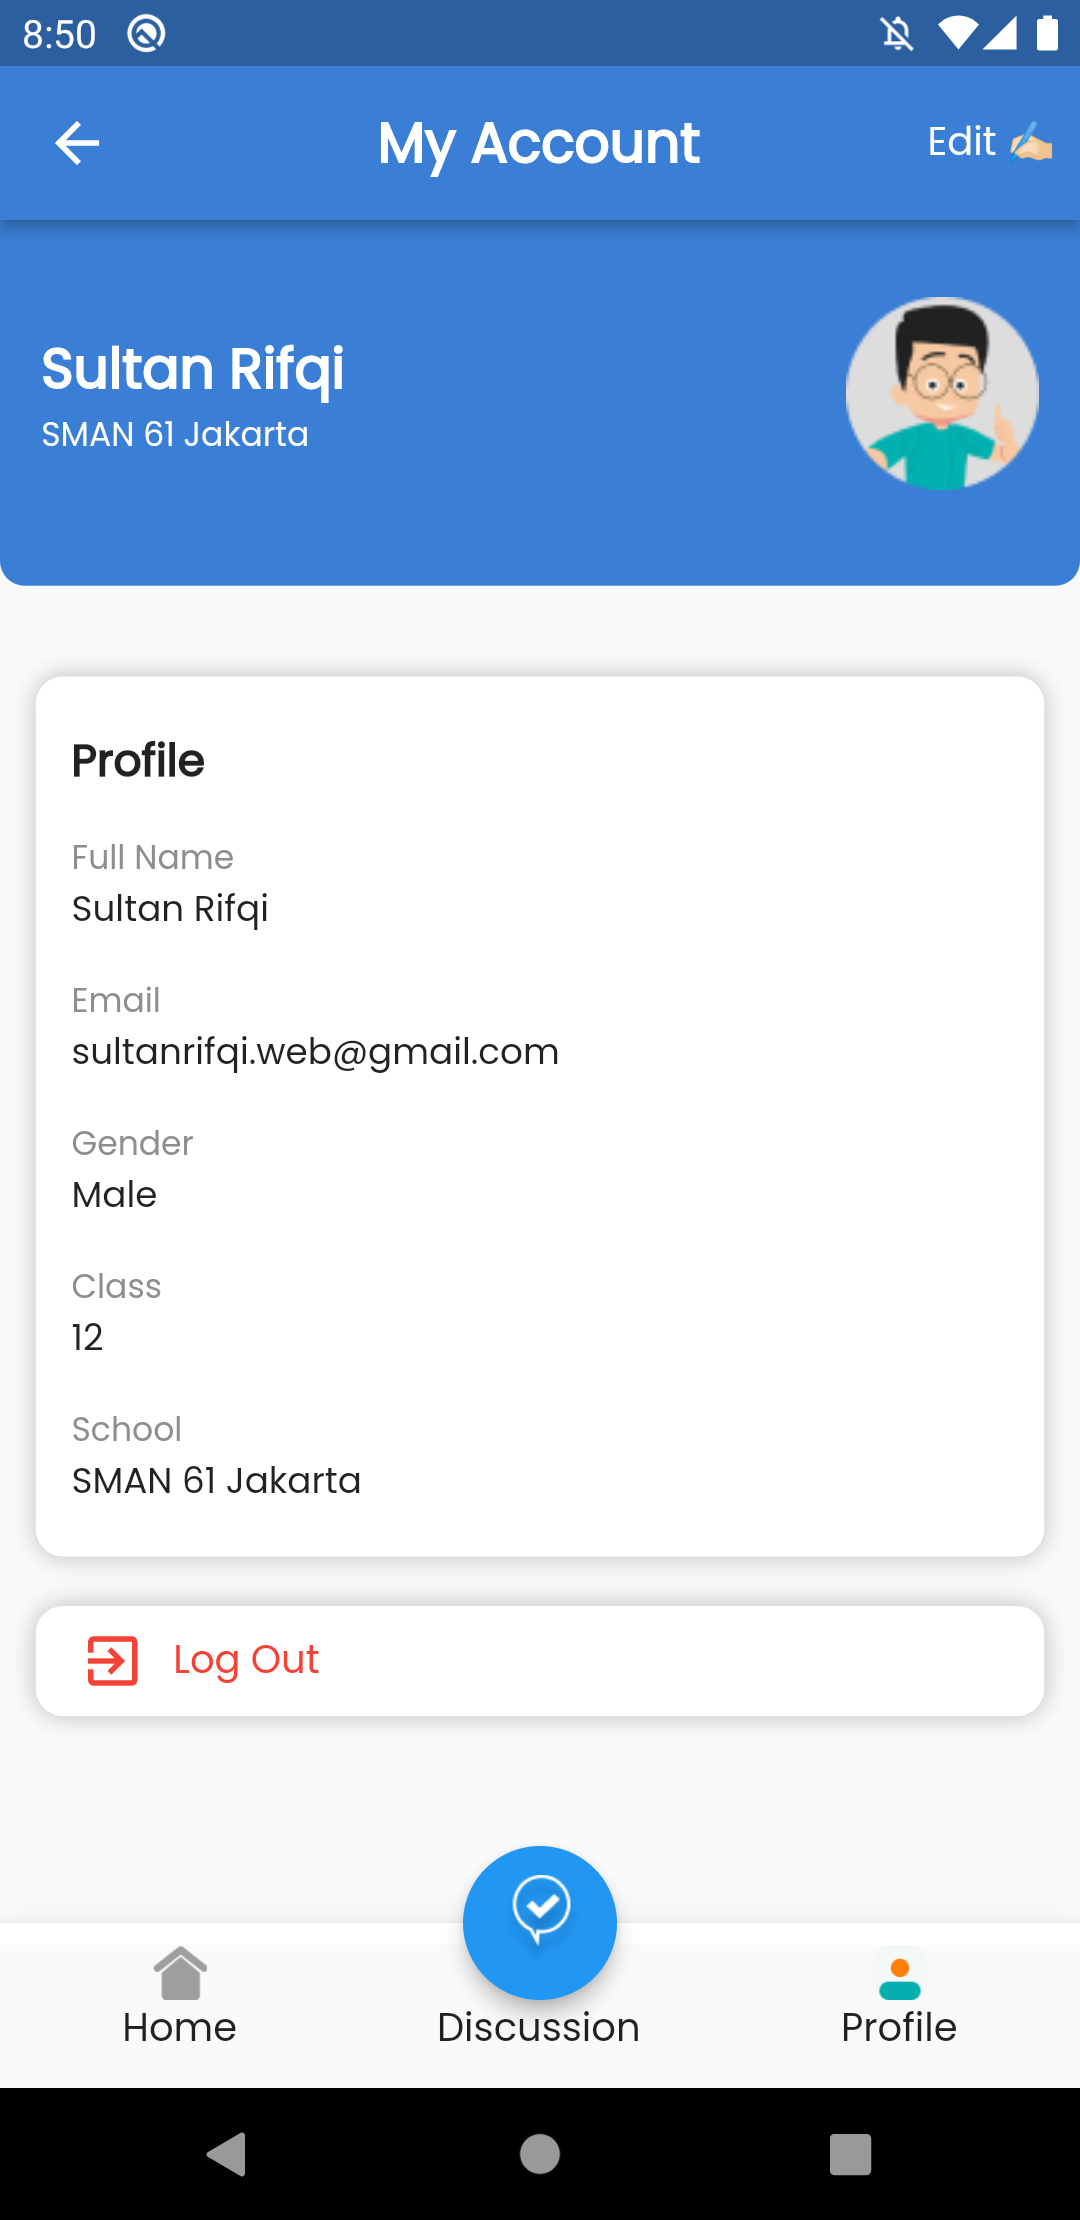 8:50
My Account
Edit ✍🏻
Sultan Rifqi
SMAN 61 Jakarta
Profile
Full Name
Sultan Rifqi
Email
sultanrifqi.web@gmail.com
Gender
Male
Class
12
School
SMAN 61 Jakarta
Log Out
Home
Discussion
Profile